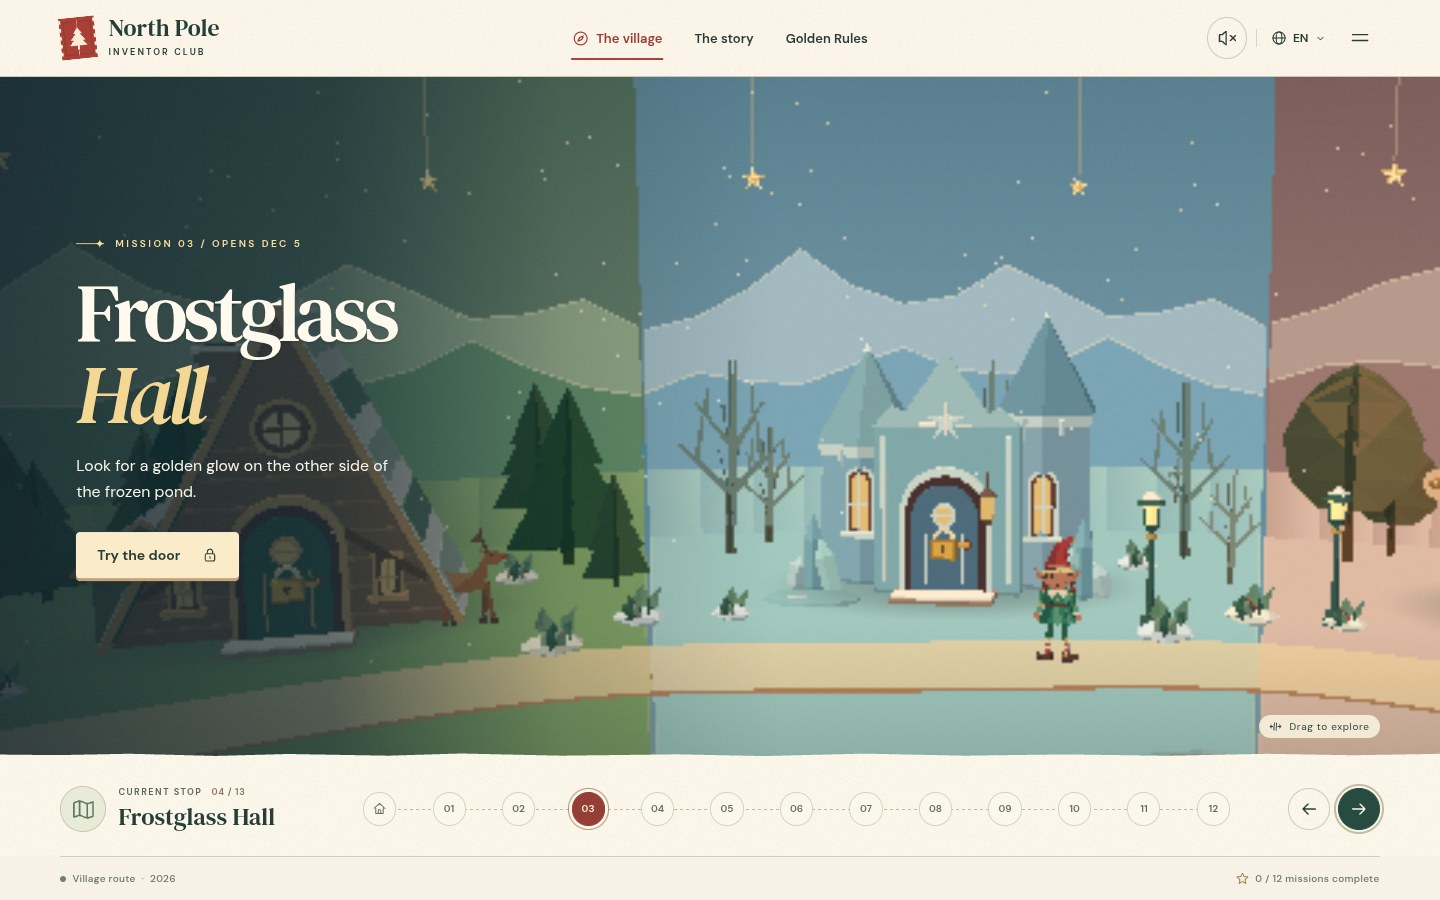 North Pole
INVENTOR CLUB
The village
The story
Golden Rules
EN
MISSION 03 / OPENS DEC 5
Frostglass
Hall
Look for a golden glow on the other side of
the frozen pond.
Try the door
Drag to explore
CURRENT STOP 04 / 13
Frostglass Hall
01 02 03 04 05 06 07 08 09 10 11 12
Village route · 2026
0 / 12 missions complete